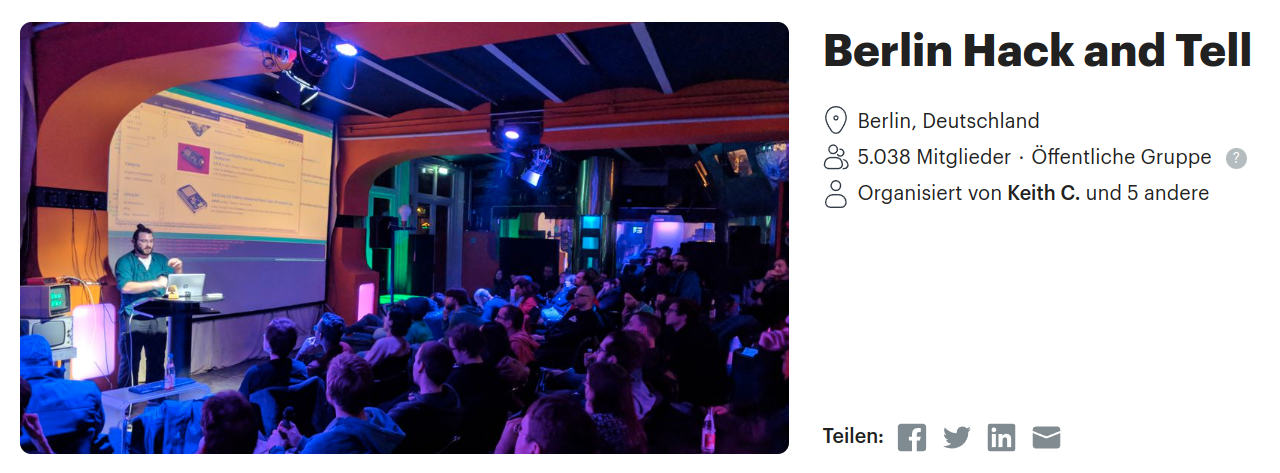 Berlin Hack and Tell
Berlin, Deutschland
5.038 Mitglieder · Öffentliche Gruppe ?
Organisiert von Keith C. und 5 andere
Teilen: